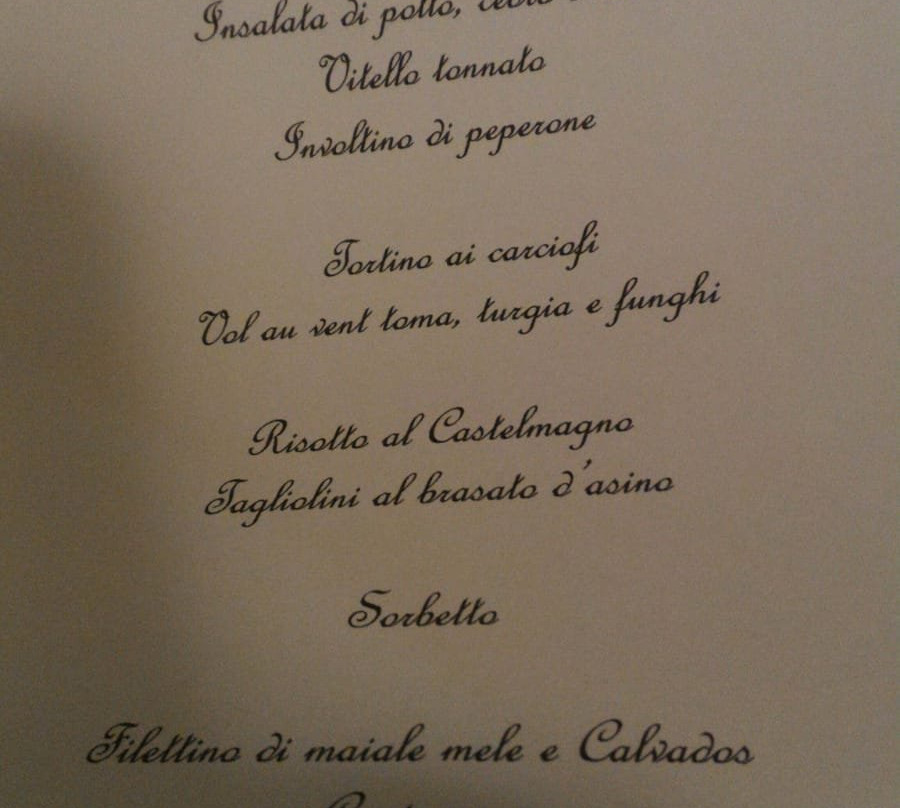 Insalata di pollo,
Vitello tonnato
Involtino di peperone
Tortino ai carciofi
Vol au vent toma, turgia e funghi
Risotto al Castelmagno
Tagliolini al brasato d'asino
Sorbetto
Filettino di maiale mele e Calvados